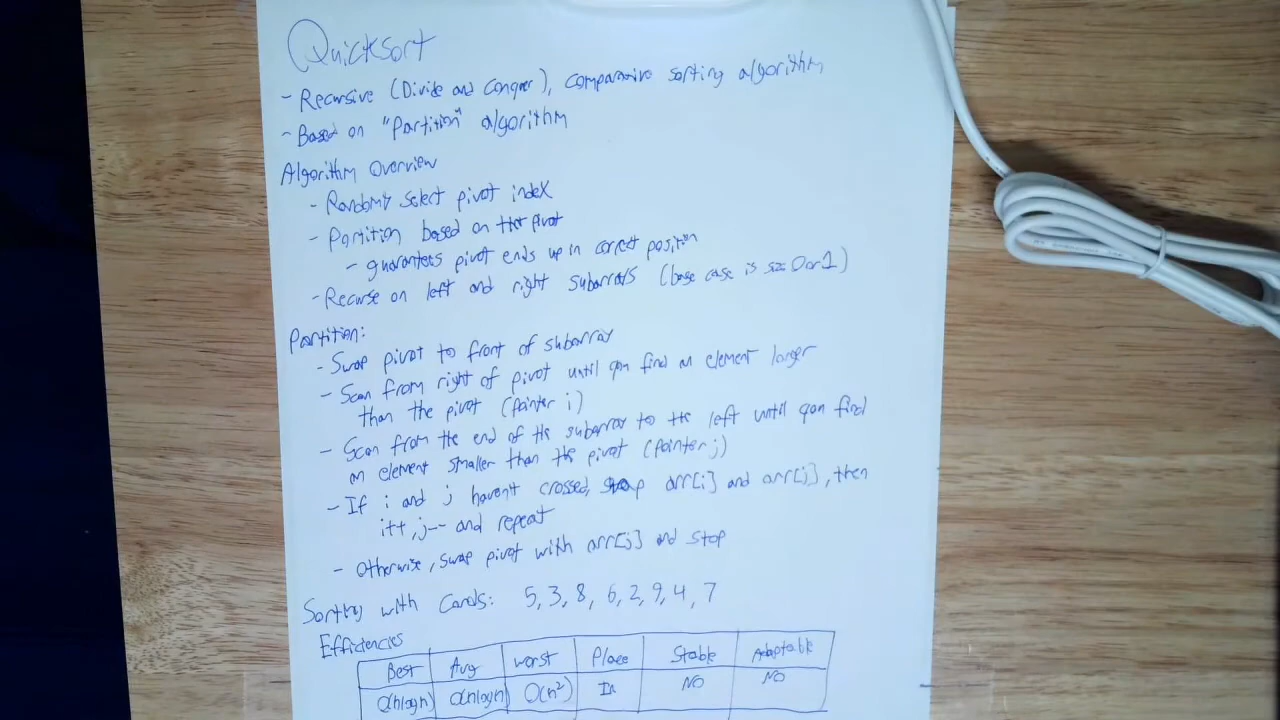 Quicksort
- Recursive (Divide and Conquer), comparative sorting algorithm
- Based on "Partition" algorithm
Algorithm Overview
- Randomly select pivot index
- Partition based on that pivot
- guarantees pivot ends up in correct position
- Recurse on left and right subarrays (base case is size 0 or 1)
Partition:
- Swap pivot to front of subarray
- Scan from right of pivot until you find an element larger
than the pivot (pointer i)
- Scan from the end of the subarray to the left until you find
an element smaller than the pivot (pointer j)
- If i and j haven't crossed, swap arr[i] and arr[j], then
i++, j-- and repeat
- Otherwise, swap pivot with arr[j] and stop
Sorting with Cards: 5, 3, 8, 6, 2, 9, 4, 7
Efficiencies
Best Avg Worst Place Stable Adaptable
O(nlogn) O(nlogn) O(n²) In NO NO